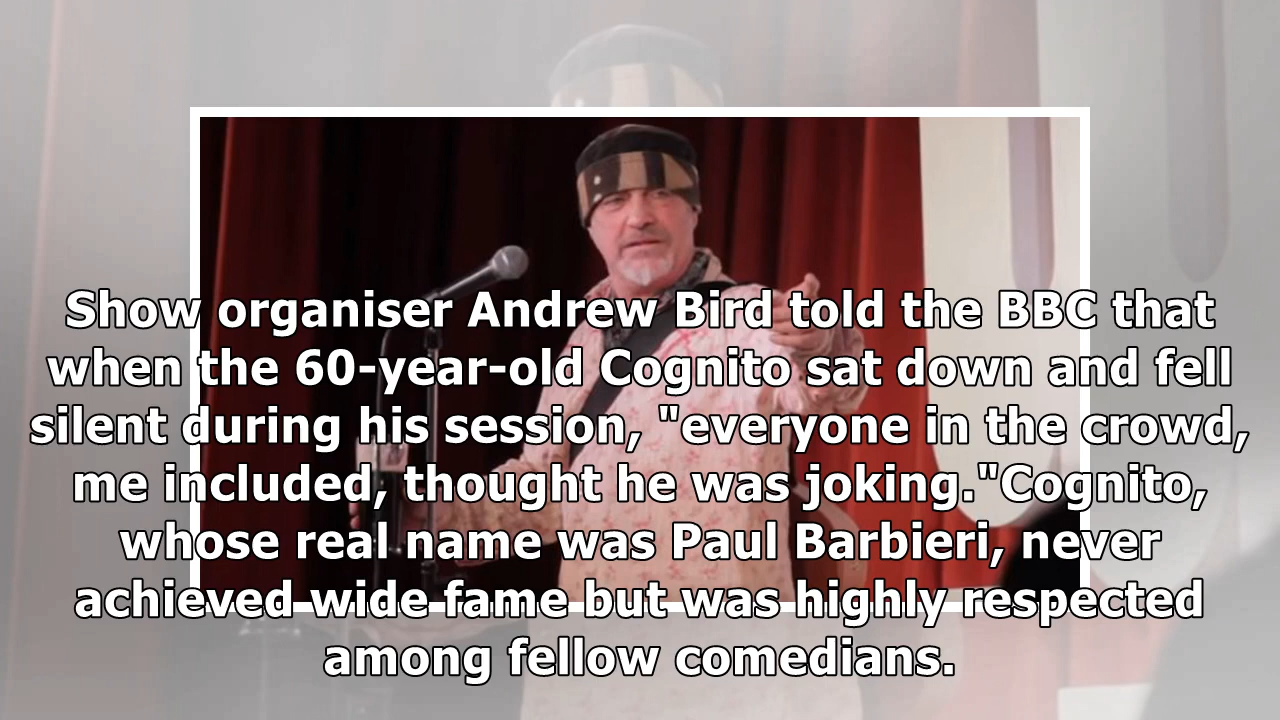 Show organiser Andrew Bird told the BBC that
when the 60-year-old Cognito sat down and fell
silent during his session, "everyone in the crowd,
me included, thought he was joking."Cognito,
whose real name was Paul Barbieri, never
achieved wide fame but was highly respected
among fellow comedians.